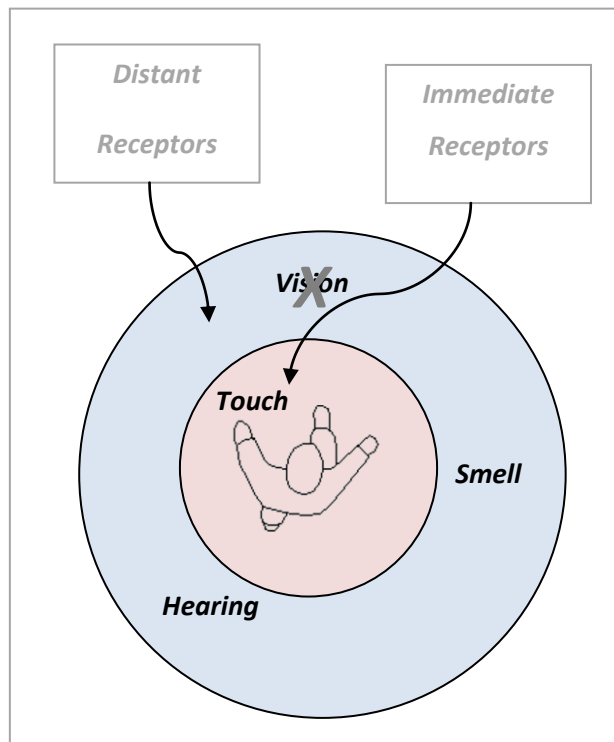 Distant
Receptors
Immediate
Receptors
Vision
X
Touch
Smell
Hearing